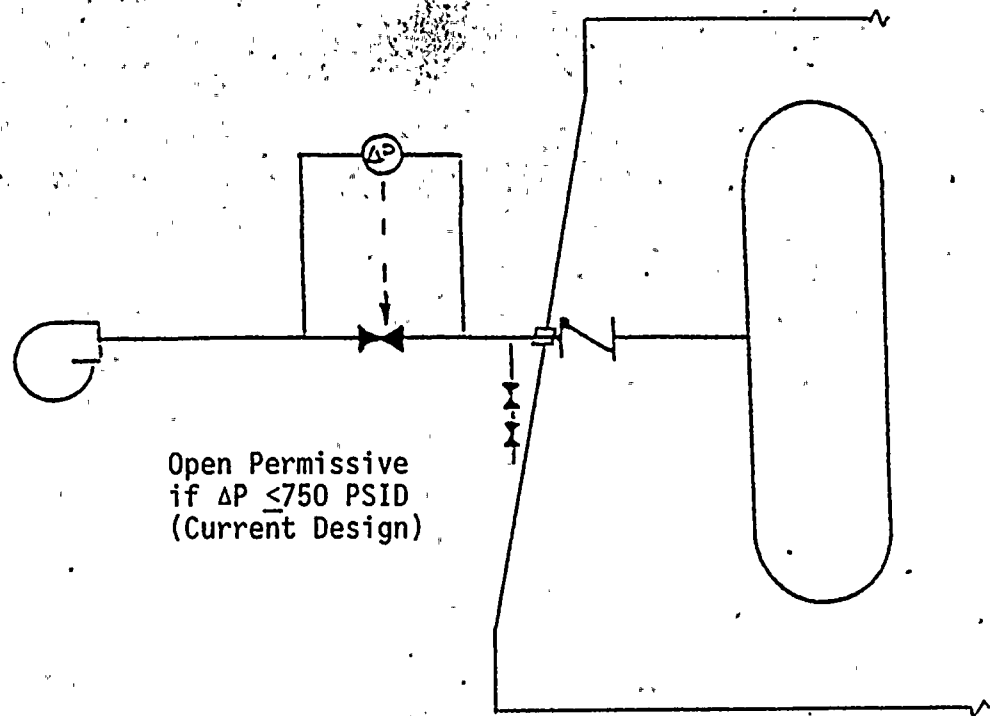 ΔP
Open Permissive
if ΔP ≤750 PSID
(Current Design)